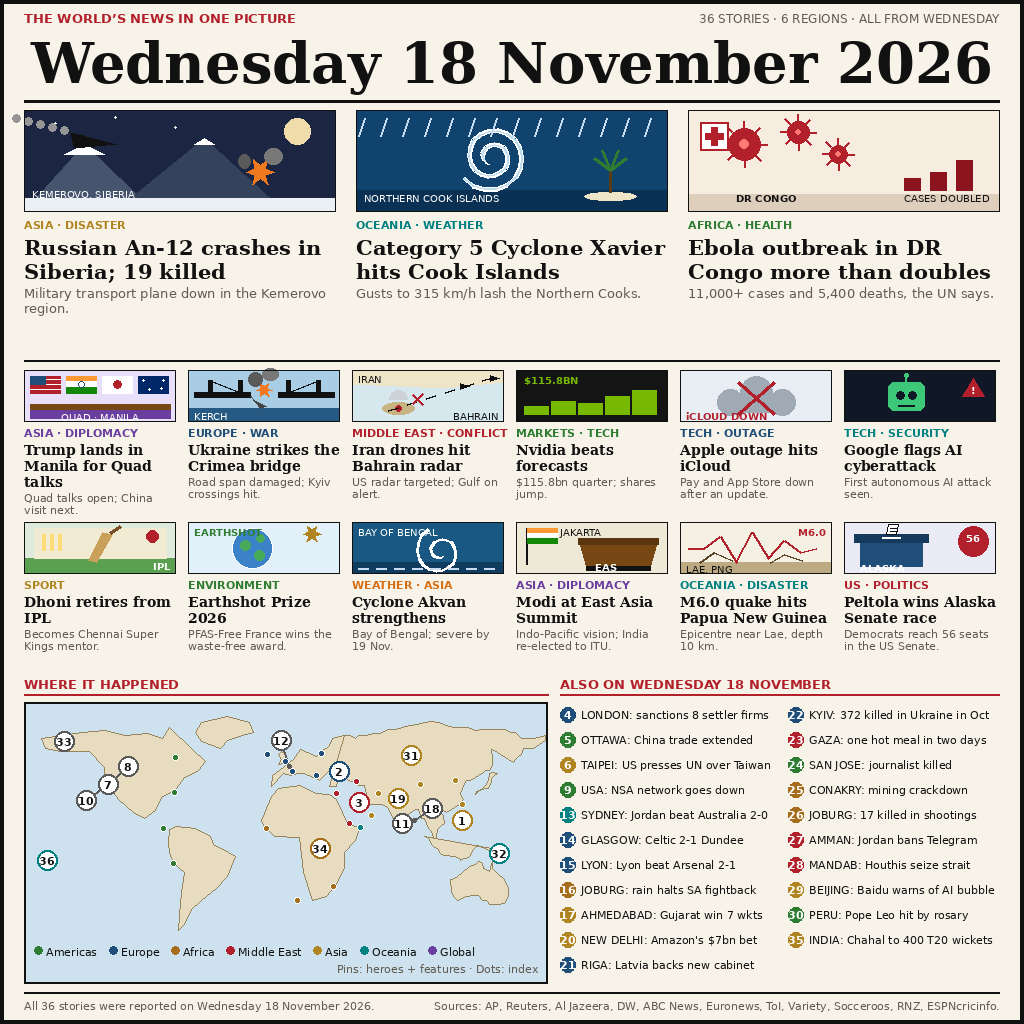 THE WORLD'S NEWS IN ONE PICTURE
36 STORIES · 6 REGIONS · ALL FROM WEDNESDAY
Wednesday 18 November 2026
KEMEROVO, SIBERIA
ASIA · DISASTER
Russian An-12 crashes in
Siberia; 19 killed
Military transport plane down in the Kemerovo
region.
NORTHERN COOK ISLANDS
OCEANIA · WEATHER
Category 5 Cyclone Xavier
hits Cook Islands
Gusts to 315 km/h lash the Northern Cooks.
DR CONGO
CASES DOUBLED
AFRICA · HEALTH
Ebola outbreak in DR
Congo more than doubles
11,000+ cases and 5,400 deaths, the UN says.
QUAD · MANILA
ASIA · DIPLOMACY
Trump lands in
Manila for Quad
talks
Quad talks open; China
visit next.
KERCH
EUROPE · WAR
Ukraine strikes the
Crimea bridge
Road span damaged; Kyiv
crossings hit.
IRAN
BAHRAIN
MIDDLE EAST · CONFLICT
Iran drones hit
Bahrain radar
US radar targeted; Gulf on
alert.
$115.8BN
MARKETS · TECH
Nvidia beats
forecasts
$115.8bn quarter; shares
jump.
iCLOUD DOWN
TECH · OUTAGE
Apple outage hits
iCloud
Pay and App Store down
after an update.
!
TECH · SECURITY
Google flags AI
cyberattack
First autonomous AI attack
seen.
IPL
SPORT
Dhoni retires from
IPL
Becomes Chennai Super
Kings mentor.
EARTHSHOT
ENVIRONMENT
Earthshot Prize
2026
PFAS-Free France wins the
waste-free award.
BAY OF BENGAL
WEATHER · ASIA
Cyclone Akvan
strengthens
Bay of Bengal; severe by
19 Nov.
JAKARTA
EAS
ASIA · DIPLOMACY
Modi at East Asia
Summit
Indo-Pacific vision; India
re-elected to ITU.
M6.0
LAE, PNG
OCEANIA · DISASTER
M6.0 quake hits
Papua New Guinea
Epicentre near Lae, depth
10 km.
56
ALASKA
US · POLITICS
Peltola wins Alaska
Senate race
Democrats reach 56 seats
in the US Senate.
WHERE IT HAPPENED
33
12
8
31
7
2
10
19
3
18
11
1
34
36
32
Americas
Europe
Africa
Middle East
Asia
Oceania
Global
Pins: heroes + features · Dots: index
ALSO ON WEDNESDAY 18 NOVEMBER
4 LONDON: sanctions 8 settler firms
5 OTTAWA: China trade extended
6 TAIPEI: US presses UN over Taiwan
9 USA: NSA network goes down
13 SYDNEY: Jordan beat Australia 2-0
14 GLASGOW: Celtic 2-1 Dundee
15 LYON: Lyon beat Arsenal 2-1
16 JOBURG: rain halts SA fightback
17 AHMEDABAD: Gujarat win 7 wkts
20 NEW DELHI: Amazon's $7bn bet
21 RIGA: Latvia backs new cabinet
22 KYIV: 372 killed in Ukraine in Oct
23 GAZA: one hot meal in two days
24 SAN JOSE: journalist killed
25 CONAKRY: mining crackdown
26 JOBURG: 17 killed in shootings
27 AMMAN: Jordan bans Telegram
28 MANDAB: Houthis seize strait
29 BEIJING: Baidu warns of AI bubble
30 PERU: Pope Leo hit by rosary
35 INDIA: Chahal to 400 T20 wickets
All 36 stories were reported on Wednesday 18 November 2026.
Sources: AP, Reuters, Al Jazeera, DW, ABC News, Euronews, ToI, Variety, Socceroos, RNZ, ESPNcricinfo.